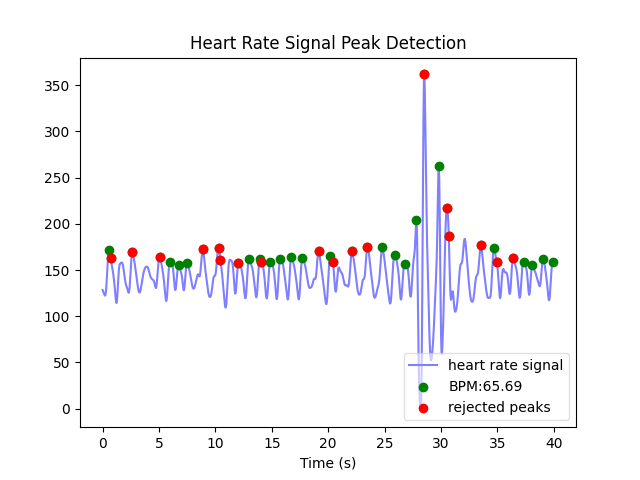 Heart Rate Signal Peak Detection
350
300
250
200
150
100
50
0
heart rate signal
BPM:65.69
rejected peaks
0 5 10 15 20 25 30 35 40
Time (s)